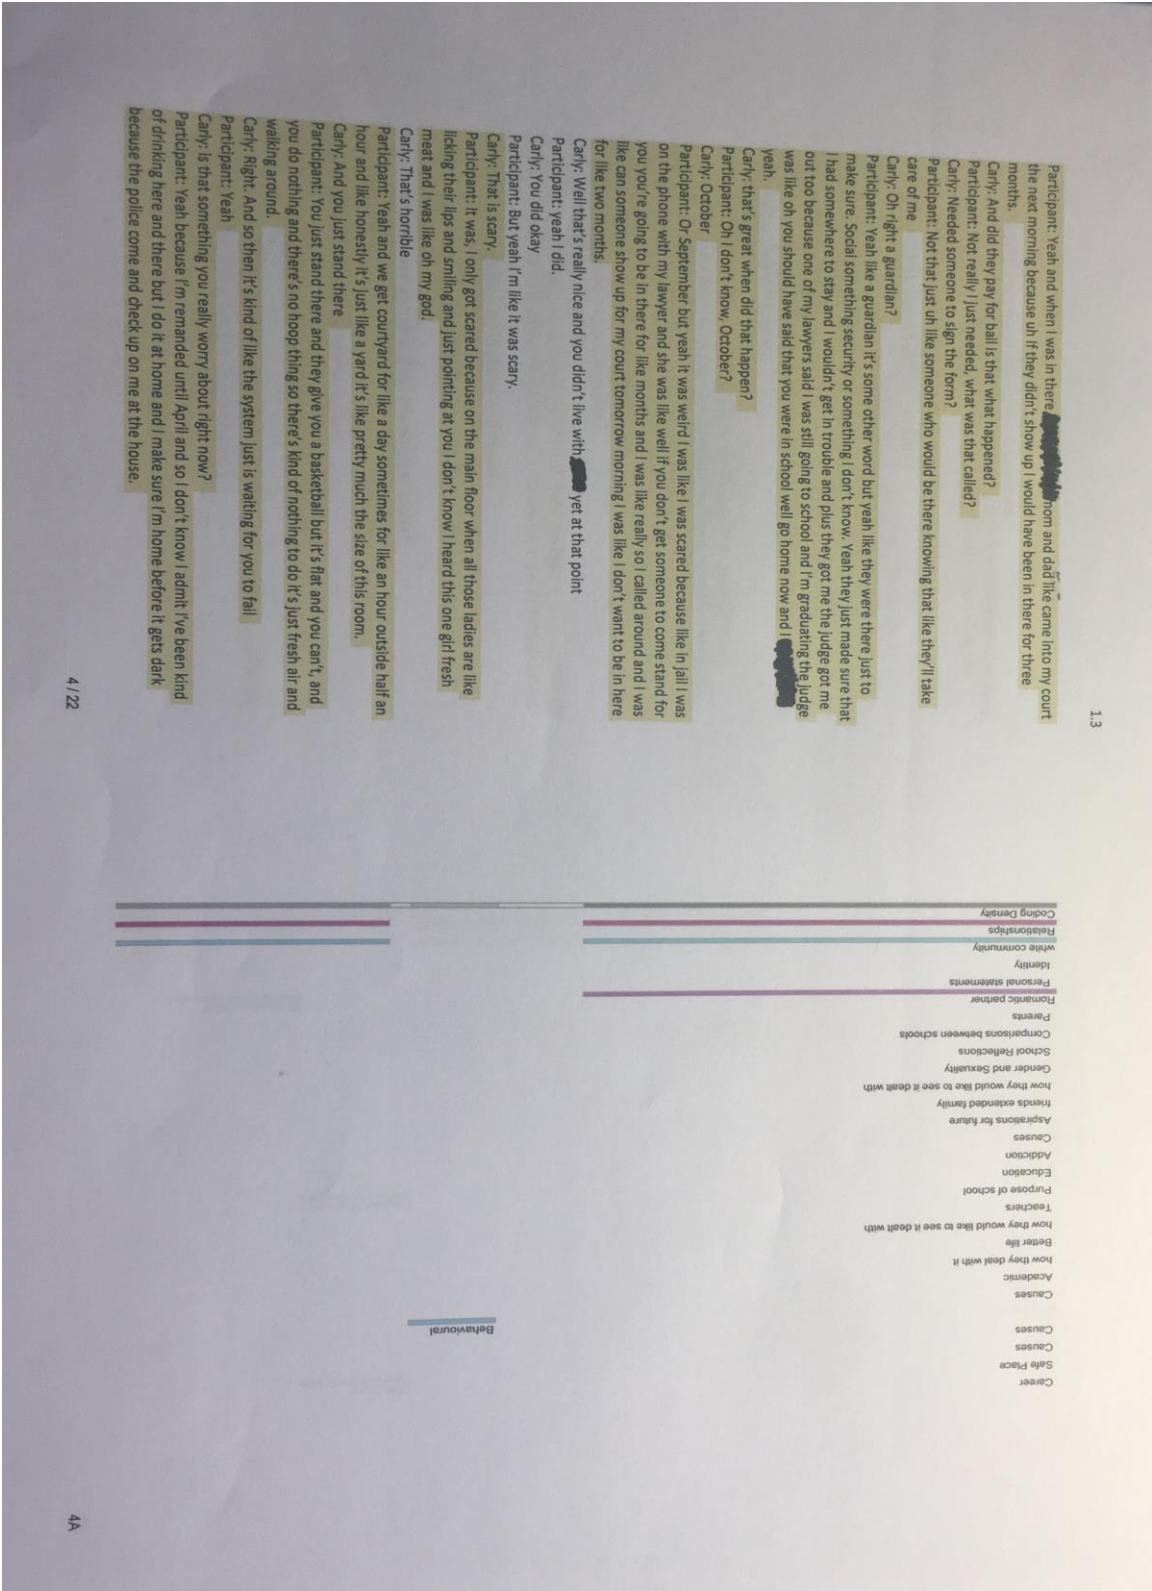 1.3
Participant: Yeah and when I was in there mom and dad like came into my court
the next morning because uh if they didn't show up I would have been in there for three
months.
Carly: And did they pay for bail is that what happened?
Participant: Not really I just needed, what was that called?
Carly: Needed someone to sign the form?
Participant: Not that just uh like someone who would be there knowing that like they'll take
care of me
Carly: Oh right a guardian?
Participant: Yeah like a guardian it's some other word but yeah like they were there just to
make sure. Social something security or something I don't know. Yeah they just made sure that
I had somewhere to stay and I wouldn't get in trouble and plus they got me the judge got me
out too because one of my lawyers said I was still going to school and I'm graduating the judge
was like oh you should have said that you were in school well go home now and I
yeah.
Carly: that's great when did that happen?
Participant: Oh I don't know, October?
Carly: October
Participant: Or September but yeah it was weird I was like I was scared because like in jail I was
on the phone with my lawyer and she was like well if you don't get someone to come stand for
you you're going to be in there for like months and I was like really so I called around and I was
like can someone show up for my court tomorrow morning I was like I don't want to be in here
for like two months.
Carly: Well that's really nice and you didn't live with yet at that point
Participant: yeah I did.
Carly: You did okay
Participant: But yeah I'm like it was scary.
Carly: That is scary.
Participant: It was, I only got scared because on the main floor when all those ladies are like
licking their lips and smiling and just pointing at you I don't know I heard this one girl fresh
meat and I was like oh my god.
Carly: That's horrible
Participant: Yeah and we get courtyard for like a day sometimes for like an hour outside half an
hour and like honestly it's just like a yard it's like pretty much the size of this room.
Carly: And you just stand there
Participant: You just stand there and they give you a basketball but it's flat and you can't, and
you do nothing and there's no hoop thing so there's kind of nothing to do it's just fresh air and
walking around.
Carly: Right. And so then it's kind of like the system just is waiting for you to fail
Participant: Yeah
Carly: is that something you really worry about right now?
Participant: Yeah because I'm remanded until April and so I don't know I admit I've been kind
of drinking here and there but I do it at home and I make sure I'm home before it gets dark
because the police come and check up on me at the house.
4 / 22
Coding Density
Relationships
white community
Identity
Personal statements
Romantic partner
Parents
Comparisons between schools
School Reflections
Gender and Sexuality
how they would like to see it dealt with
friends extended family
Aspirations for future
Causes
Addiction
Education
Purpose of school
Teachers
how they would like to see it dealt with
Better life
how they deal with it
Academic
Causes
Behavioural
Causes
Causes
Safe Place
Career
4A